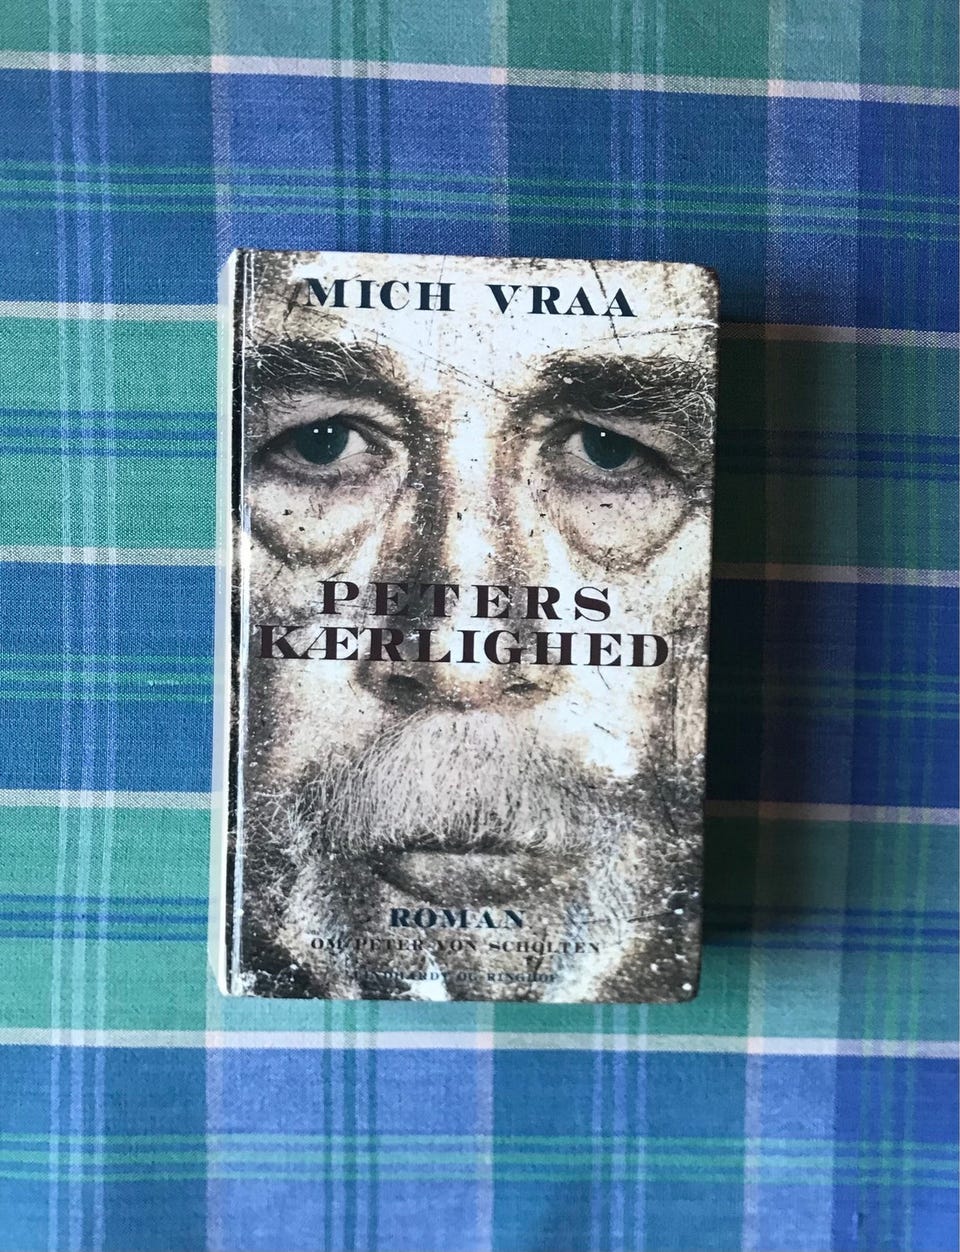 MICH VRAA
PETERS
KÆRLIGHED
ROMAN
OM PETER VON SCHOLTEN
LINDHARDT OG RINGHOF